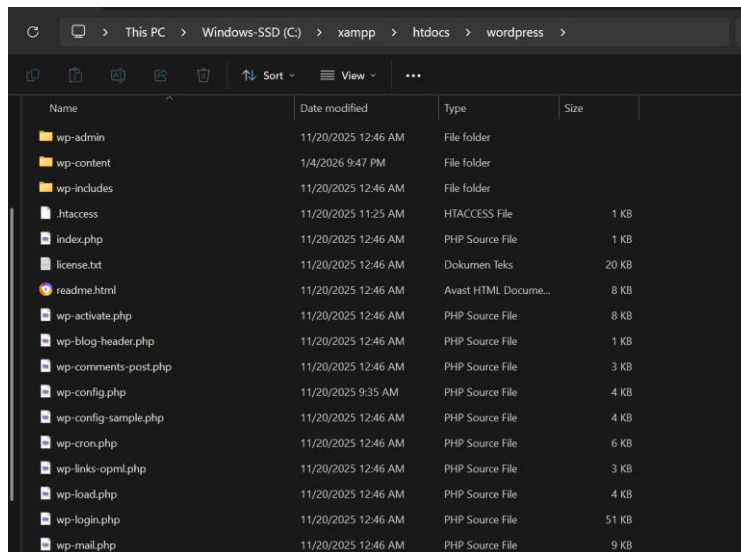 This PC > Windows-SSD (C:) > xampp > htdocs > wordpress >
Sort View ...
Name Date modified Type Size
wp-admin 11/20/2025 12:46 AM File folder
wp-content 1/4/2026 9:47 PM File folder
wp-includes 11/20/2025 12:46 AM File folder
.htaccess 11/20/2025 11:25 AM HTACCESS File 1 KB
index.php 11/20/2025 12:46 AM PHP Source File 1 KB
license.txt 11/20/2025 12:46 AM Dokumen Teks 20 KB
readme.html 11/20/2025 12:46 AM Avast HTML Docume... 8 KB
wp-activate.php 11/20/2025 12:46 AM PHP Source File 8 KB
wp-blog-header.php 11/20/2025 12:46 AM PHP Source File 1 KB
wp-comments-post.php 11/20/2025 12:46 AM PHP Source File 3 KB
wp-config.php 11/20/2025 9:35 AM PHP Source File 4 KB
wp-config-sample.php 11/20/2025 12:46 AM PHP Source File 4 KB
wp-cron.php 11/20/2025 12:46 AM PHP Source File 6 KB
wp-links-opml.php 11/20/2025 12:46 AM PHP Source File 3 KB
wp-load.php 11/20/2025 12:46 AM PHP Source File 4 KB
wp-login.php 11/20/2025 12:46 AM PHP Source File 51 KB
wp-mail.php 11/20/2025 12:46 AM PHP Source File 9 KB